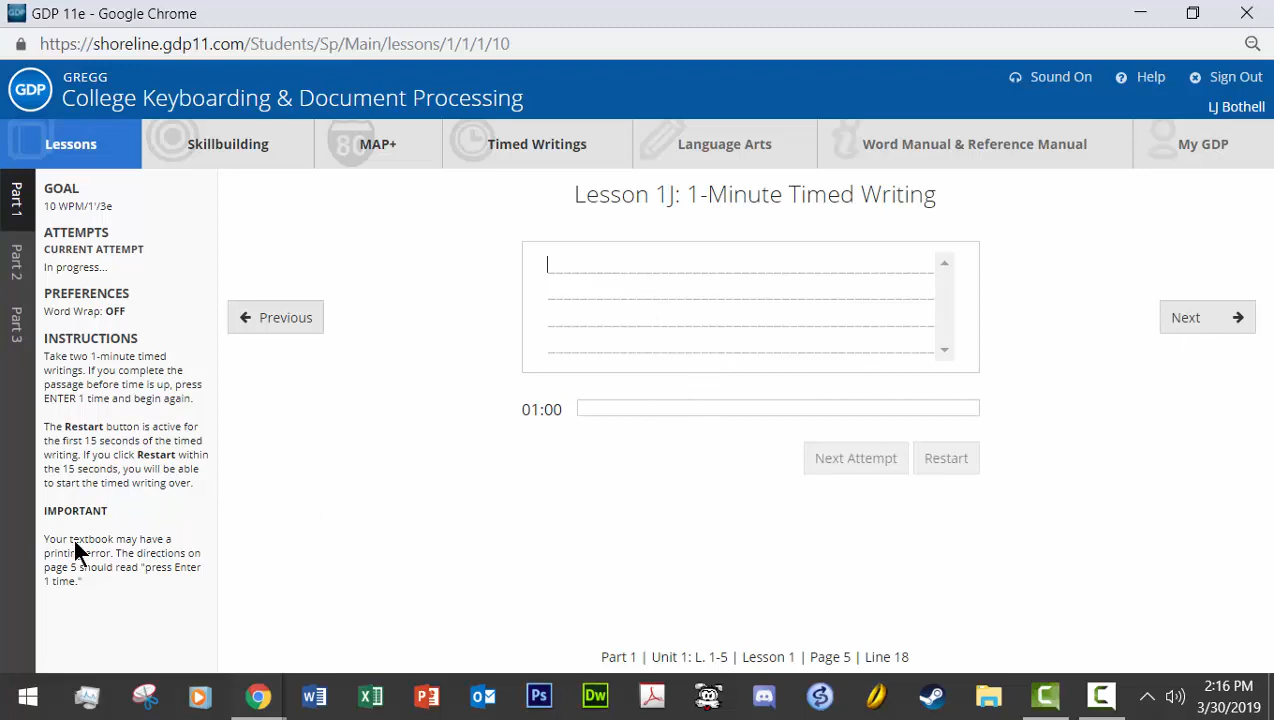 GDP 11e - Google Chrome
https://shoreline.gdp11.com/Students/Sp/Main/lessons/1/1/1/10
GDP
GREGG
College Keyboarding & Document Processing
Sound On
Help
Sign Out
LJ Bothell
Lessons
Skillbuilding
80
MAP+
Timed Writings
Language Arts
Word Manual & Reference Manual
My GDP
Part 1
Part 2
Part 3
GOAL
10 WPM/1'/3e
ATTEMPTS
CURRENT ATTEMPT
In progress...
PREFERENCES
Word Wrap: OFF
INSTRUCTIONS
Take two 1-minute timed
writings. If you complete the
passage before time is up, press
ENTER 1 time and begin again.
The Restart button is active for
the first 15 seconds of the timed
writing. If you click Restart within
the 15 seconds, you will be able
to start the timed writing over.
IMPORTANT
Your textbook may have a
printing error. The directions on
page 5 should read "press Enter
1 time."
Lesson 1J: 1-Minute Timed Writing
Previous
Next
01:00
Next Attempt
Restart
Part 1 | Unit 1: L. 1-5 | Lesson 1 | Page 5 | Line 18
Dw
Ps
2:16 PM
3/30/2019